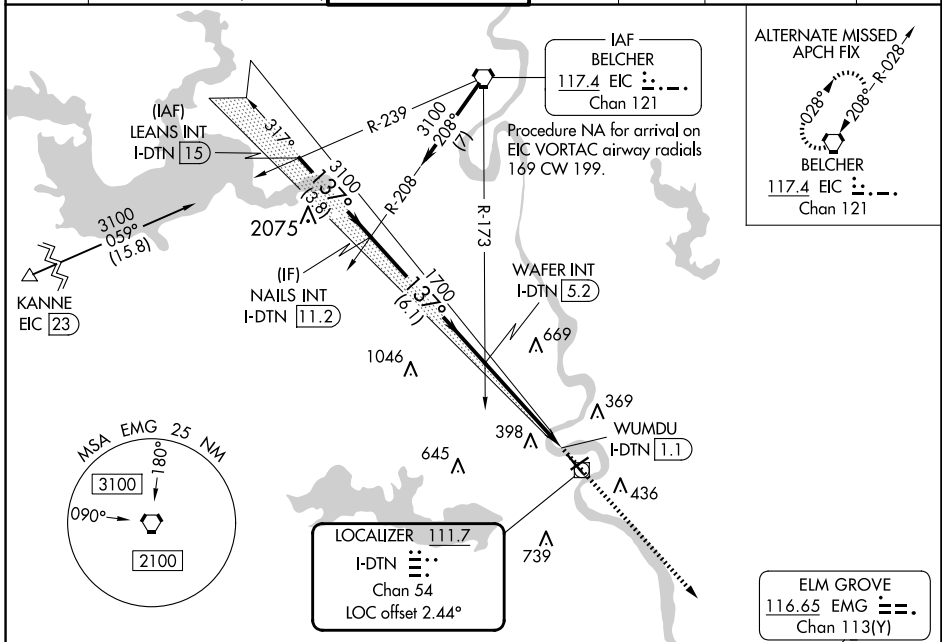 IAF
BELCHER
117.4 EIC
Chan 121
Procedure NA for arrival on
EIC VORTAC airway radials
169 CW 199.
ALTERNATE MISSED
APCH FIX
028°
208°
R-028
BELCHER
117.4 EIC
Chan 121
(IAF)
LEANS INT
I-DTN 15
317°
R-239
3100
208°
(7)
R-208
R-173
3100
137°
(3.8)
2075
3100
059°
(15.8)
KANNE
EIC 23
(IF)
NAILS INT
I-DTN 11.2
1700
137°
(6.1)
WAFER INT
I-DTN 5.2
669
1046
369
398
WUMDU
I-DTN 1.1
645
436
739
MSA EMG 25 NM
180°
3100
090°
2100
LOCALIZER 111.7
I-DTN
Chan 54
LOC offset 2.44°
ELM GROVE
116.65 EMG
Chan 113(Y)